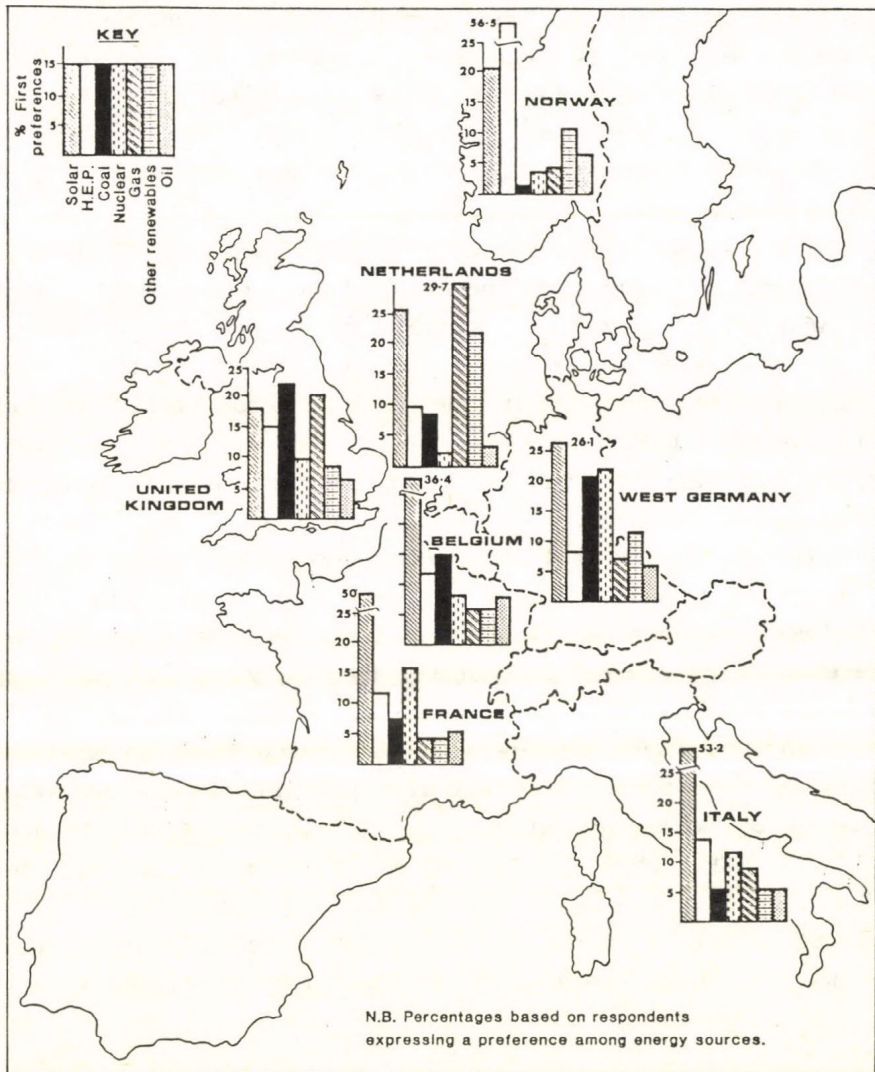 KEY
% First
preferences
15
10
5
Solar
H.E.P.
Coal
Nuclear
Gas
Other renewables
Oil
56·5
25
20
15
10
5
NORWAY
NETHERLANDS
29·7
25
20
15
10
5
25
20
15
10
5
UNITED
KINGDOM
36·4
BELGIUM
26·1
25
20
15
10
5
WEST GERMANY
50
25
20
15
10
5
FRANCE
53·2
25
20
15
10
5
ITALY
N.B. Percentages based on respondents
expressing a preference among energy sources.